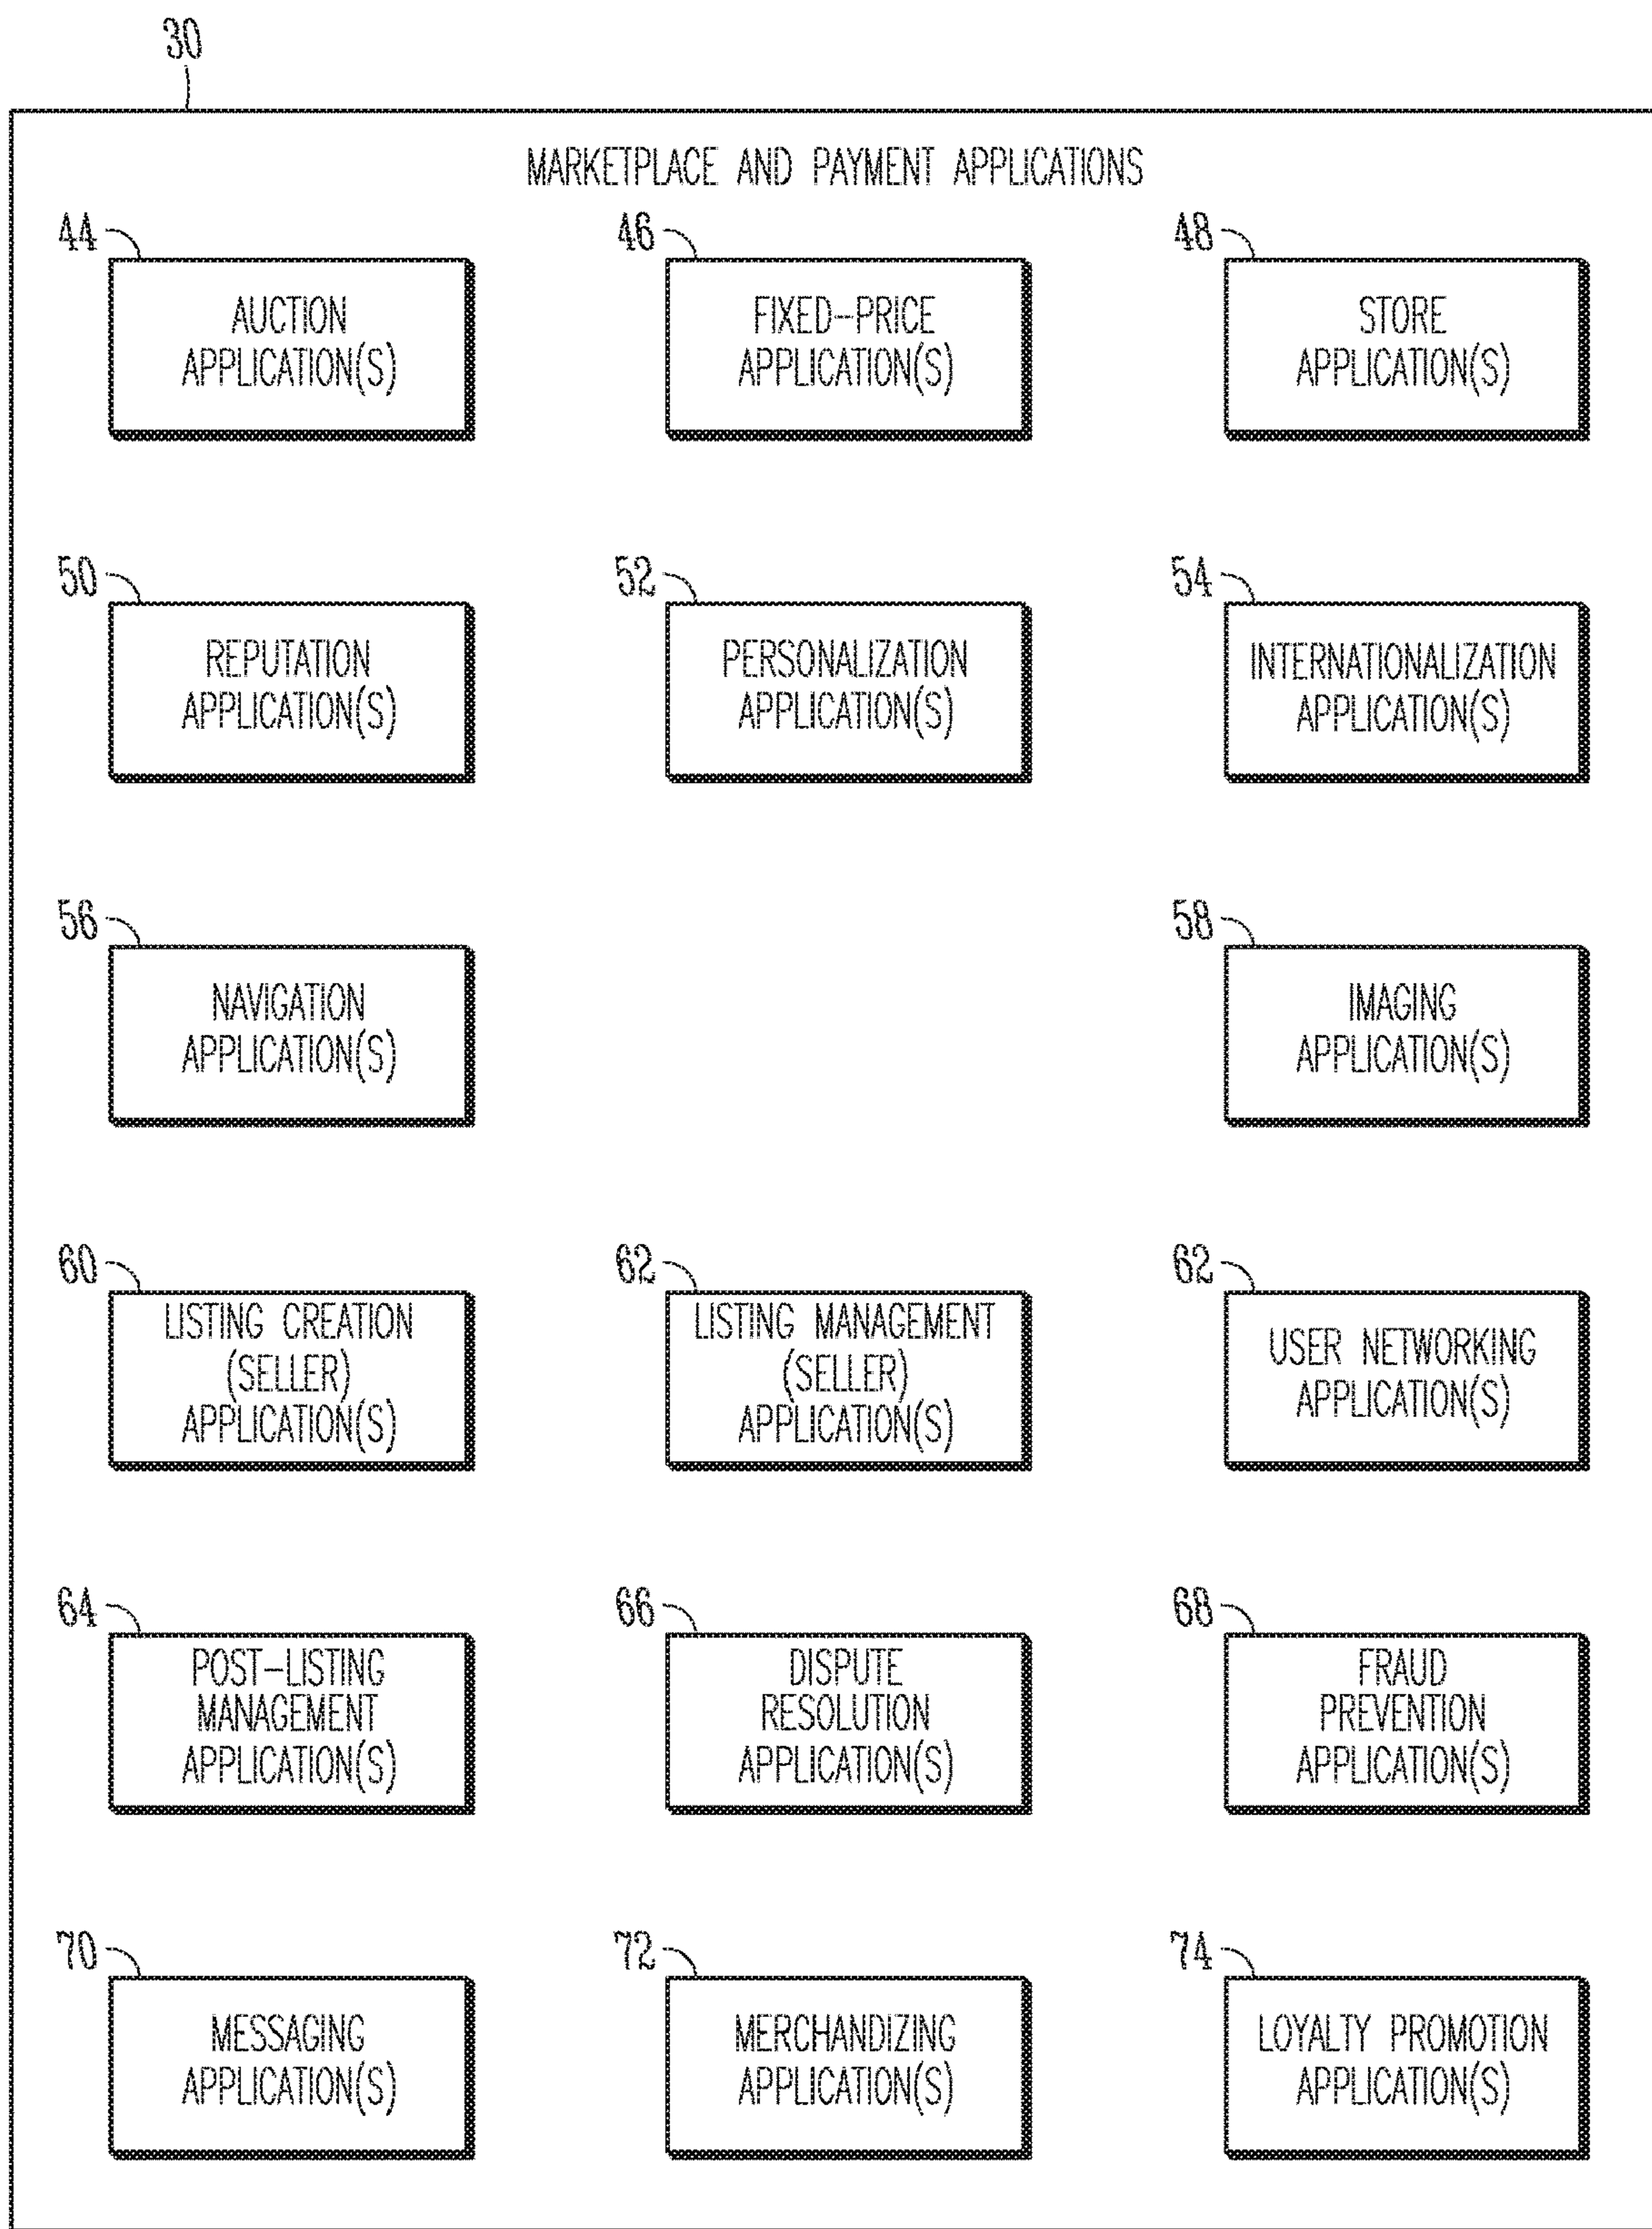 30
MARKETPLACE AND PAYMENT APPLICATIONS
44
AUCTION
APPLICATION(S)
46
FIXED-PRICE
APPLICATION(S)
48
STORE
APPLICATION(S)
50
REPUTATION
APPLICATION(S)
52
PERSONALIZATION
APPLICATION(S)
54
INTERNATIONALIZATION
APPLICATION(S)
56
NAVIGATION
APPLICATION(S)
58
IMAGING
APPLICATION(S)
60
LISTING CREATION
(SELLER)
APPLICATION(S)
62
LISTING MANAGEMENT
(SELLER)
APPLICATION(S)
62
USER NETWORKING
APPLICATION(S)
64
POST-LISTING
MANAGEMENT
APPLICATION(S)
66
DISPUTE
RESOLUTION
APPLICATION(S)
68
FRAUD
PREVENTION
APPLICATION(S)
70
MESSAGING
APPLICATION(S)
72
MERCHANDIZING
APPLICATION(S)
74
LOYALTY PROMOTION
APPLICATION(S)